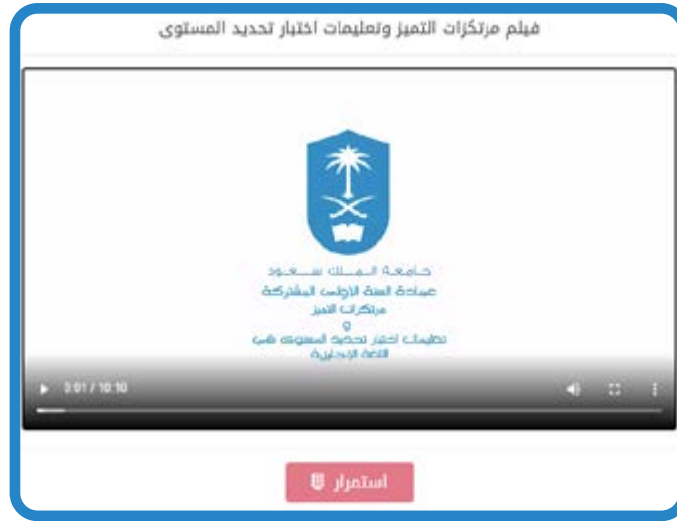 فيلم مرتكزات التميز وتعليمات اختبار تحديد المستوى
جامعة الملك سعود
عمادة السنة الأولى المشتركة
مرتكزات التميز
و
تعليمات اختبار تحديد المستوى في
اللغة الإنجليزية
0:01 / 10:10
استمرار